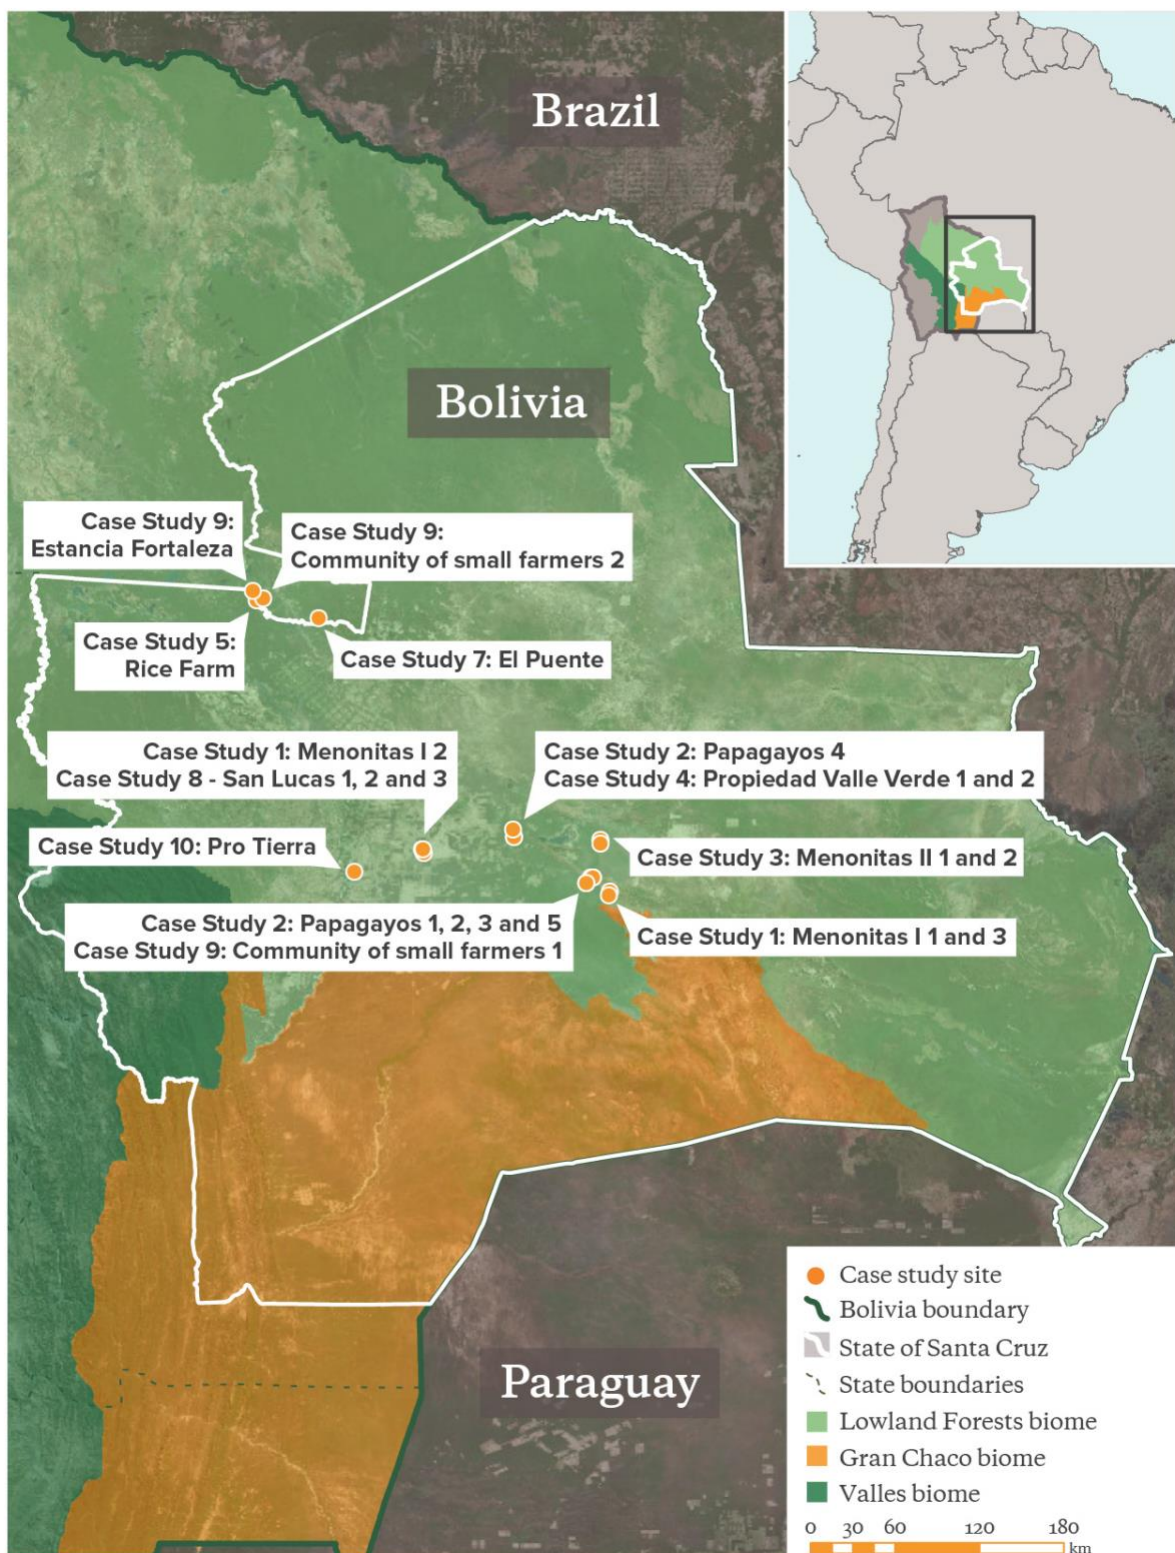 Brazil
Bolivia
Case Study 9:
Estancia Fortaleza
Case Study 9:
Community of small farmers 2
Case Study 5:
Rice Farm
Case Study 7: El Puente
Case Study 1: Menonitas I 2
Case Study 8 - San Lucas 1, 2 and 3
Case Study 2: Papagayos 4
Case Study 4: Propiedad Valle Verde 1 and 2
Case Study 10: Pro Tierra
Case Study 3: Menonitas II 1 and 2
Case Study 2: Papagayos 1, 2, 3 and 5
Case Study 9: Community of small farmers 1
Case Study 1: Menonitas I 1 and 3
Paraguay
Case study site
Bolivia boundary
State of Santa Cruz
State boundaries
Lowland Forests biome
Gran Chaco biome
Valles biome
0 30 60 120 180
km